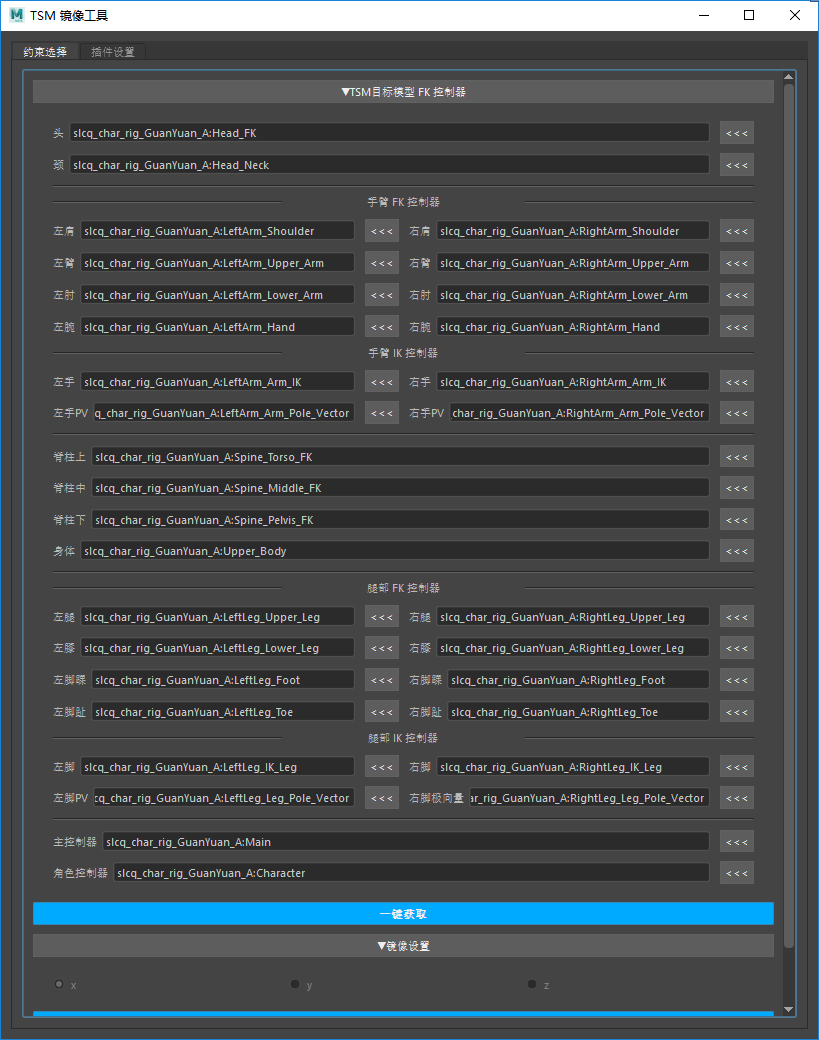 TSM 镜像工具
约束选择 插件设置
▼TSM目标模型 FK 控制器
头 slcq_char_rig_GuanYuan_A:Head_FK <<<
颈 slcq_char_rig_GuanYuan_A:Head_Neck <<<
手臂 FK 控制器
左肩 slcq_char_rig_GuanYuan_A:LeftArm_Shoulder <<< 右肩 slcq_char_rig_GuanYuan_A:RightArm_Shoulder <<<
左臂 slcq_char_rig_GuanYuan_A:LeftArm_Upper_Arm <<< 右臂 slcq_char_rig_GuanYuan_A:RightArm_Upper_Arm <<<
左肘 slcq_char_rig_GuanYuan_A:LeftArm_Lower_Arm <<< 右肘 slcq_char_rig_GuanYuan_A:RightArm_Lower_Arm <<<
左腕 slcq_char_rig_GuanYuan_A:LeftArm_Hand <<< 右腕 slcq_char_rig_GuanYuan_A:RightArm_Hand <<<
手臂 IK 控制器
左手 slcq_char_rig_GuanYuan_A:LeftArm_Arm_IK <<< 右手 slcq_char_rig_GuanYuan_A:RightArm_Arm_IK <<<
左手PV q_char_rig_GuanYuan_A:LeftArm_Arm_Pole_Vector <<< 右手PV char_rig_GuanYuan_A:RightArm_Arm_Pole_Vector <<<
脊柱上 slcq_char_rig_GuanYuan_A:Spine_Torso_FK <<<
脊柱中 slcq_char_rig_GuanYuan_A:Spine_Middle_FK <<<
脊柱下 slcq_char_rig_GuanYuan_A:Spine_Pelvis_FK <<<
身体 slcq_char_rig_GuanYuan_A:Upper_Body <<<
腿部 FK 控制器
左腿 slcq_char_rig_GuanYuan_A:LeftLeg_Upper_Leg <<< 右腿 slcq_char_rig_GuanYuan_A:RightLeg_Upper_Leg <<<
左膝 slcq_char_rig_GuanYuan_A:LeftLeg_Lower_Leg <<< 右膝 slcq_char_rig_GuanYuan_A:RightLeg_Lower_Leg <<<
左脚踝 slcq_char_rig_GuanYuan_A:LeftLeg_Foot <<< 右脚踝 slcq_char_rig_GuanYuan_A:RightLeg_Foot <<<
左脚趾 slcq_char_rig_GuanYuan_A:LeftLeg_Toe <<< 右脚趾 slcq_char_rig_GuanYuan_A:RightLeg_Toe <<<
腿部 IK 控制器
左脚 slcq_char_rig_GuanYuan_A:LeftLeg_IK_Leg <<< 右脚 slcq_char_rig_GuanYuan_A:RightLeg_IK_Leg <<<
左脚PV cq_char_rig_GuanYuan_A:LeftLeg_Leg_Pole_Vector <<< 右脚极向量 ar_rig_GuanYuan_A:RightLeg_Leg_Pole_Vector <<<
主控制器 slcq_char_rig_GuanYuan_A:Main <<<
角色控制器 slcq_char_rig_GuanYuan_A:Character <<<
一键获取
▼镜像设置
x y z